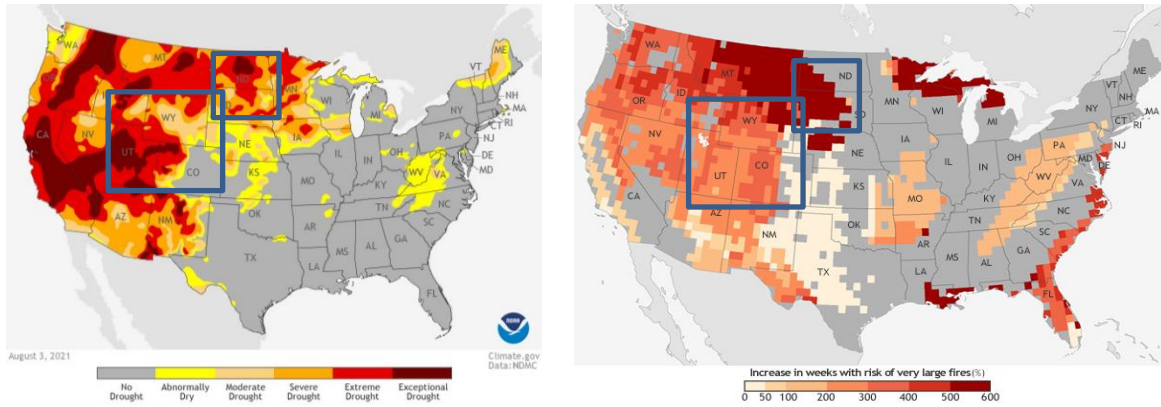 WA
MT
ND
ME
VT
NH
MA
OR
MN
WI
NY
MI
RI
CT
WY
IA
PA
NJ
NV
NE
OH
DE
CA
UT
CO
IL
IN
WV
VA
MD
KS
MO
KY
NC
TN
AZ
NM
OK
AR
SC
MS
AL
GA
TX
LA
FL
NOAA
August 3, 2021
Climate.gov
Data: NDMC
No Drought
Abnormally Dry
Moderate Drought
Severe Drought
Extreme Drought
Exceptional Drought
WA
MT
ND
ME
VT
NH
OR
ID
MN
WI
NY
MA
SD
CT
RI
WY
MI
IA
PA
NJ
NV
NE
OH
MD
DE
IL
IN
UT
CO
WV
VA
CA
KS
MO
KY
NC
TN
AZ
NM
OK
AR
SC
MS
AL
GA
TX
LA
FL
Increase in weeks with risk of very large fires(%)
0 50 100 200 300 400 500 600